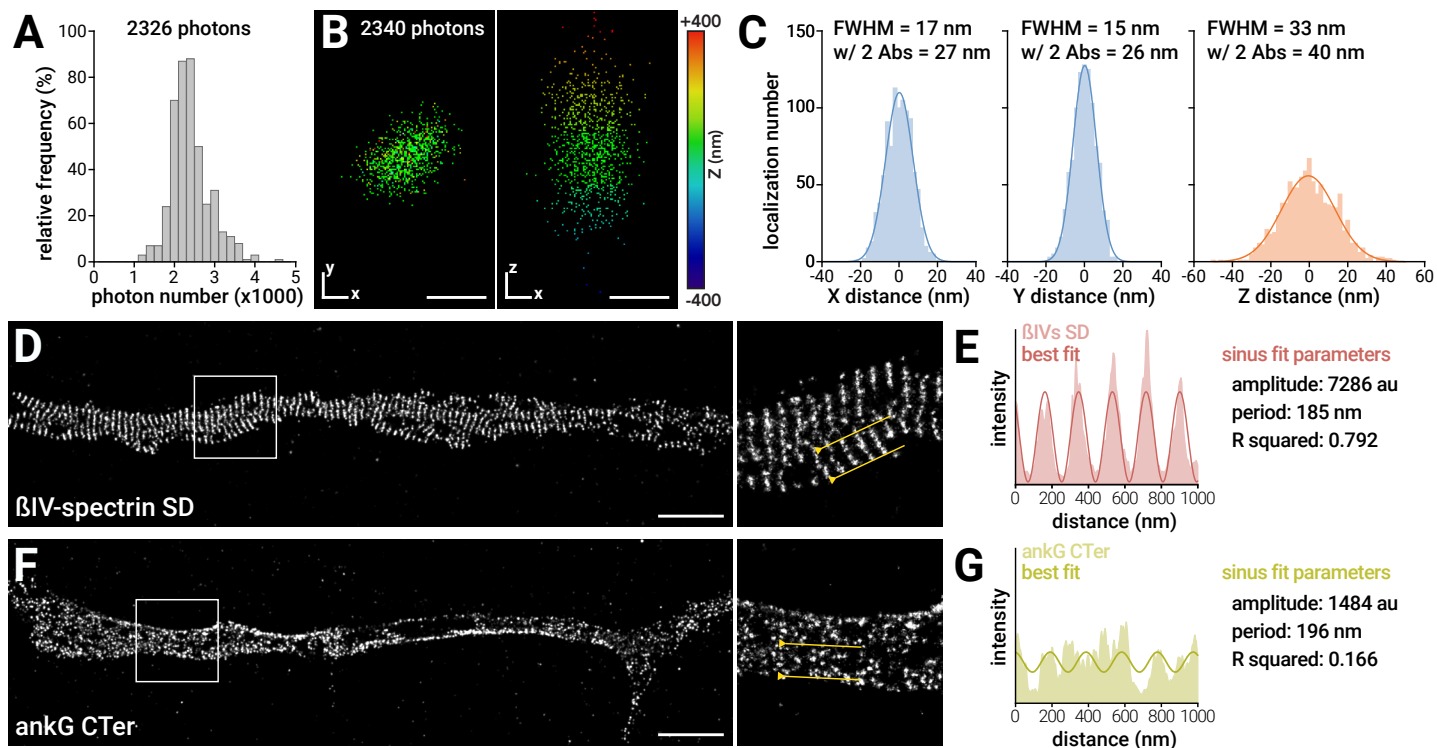 A
2326 photons
relative frequency (%)
100
80
60
40
20
0
0
1
2
3
4
5
photon number (x1000)
B
2340 photons
y
x
z
x
+400
Z (nm)
-400
C
localization number
150
100
50
0
FWHM = 17 nm
w/ 2 Abs = 27 nm
-40
-20
0
20
40
X distance (nm)
FWHM = 15 nm
w/ 2 Abs = 26 nm
-40
-20
0
20
40
Y distance (nm)
FWHM = 33 nm
w/ 2 Abs = 40 nm
-60
-40
-20
0
20
40
60
Z distance (nm)
D
ßIV-spectrin SD
E
ßIVs SD
best fit
intensity
0
200
400
600
800
1000
distance (nm)
sinus fit parameters
amplitude: 7286 au
period: 185 nm
R squared: 0.792
F
ankG CTer
G
ankG CTer
best fit
intensity
0
200
400
600
800
1000
distance (nm)
sinus fit parameters
amplitude: 1484 au
period: 196 nm
R squared: 0.166